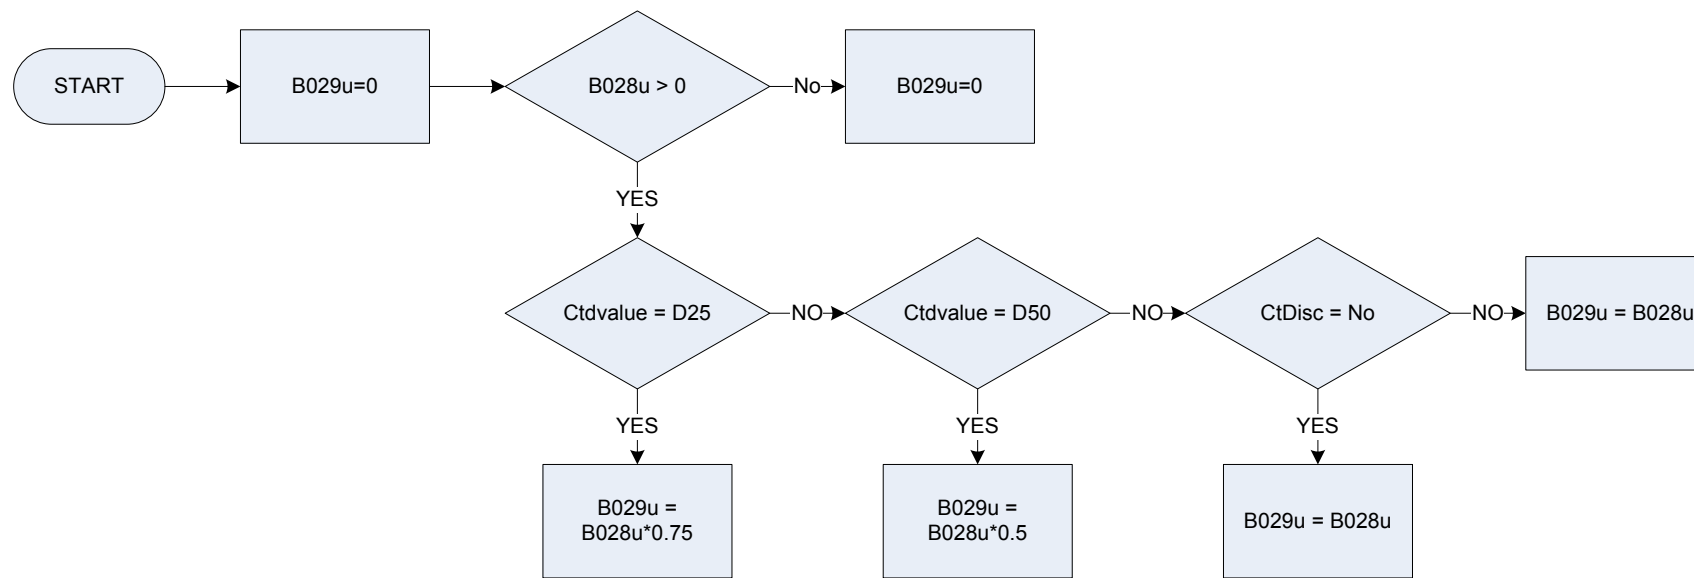 START
B029u=0
B028u > 0
No
B029u=0
YES
Ctdvalue = D25
NO
Ctdvalue = D50
NO
CtDisc = No
NO
B029u = B028u
YES
YES
YES
B029u =
B028u*0.75
B029u =
B028u*0.5
B029u = B028u